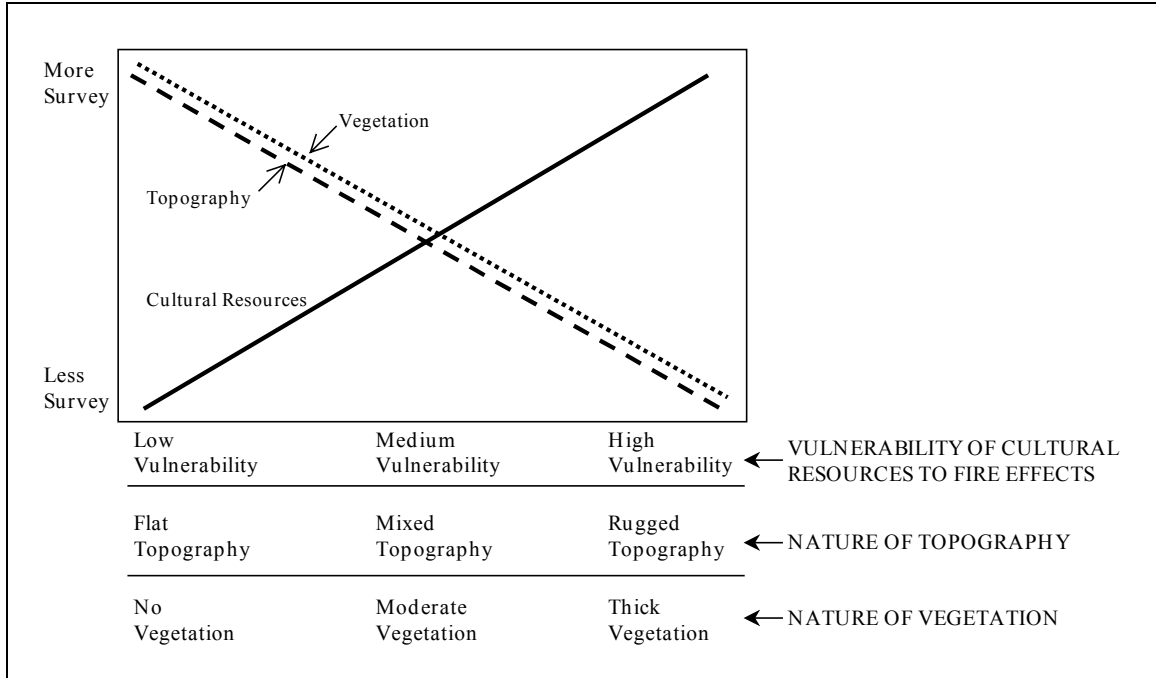 More
Survey
Vegetation
Topography
Cultural Resources
Less
Survey
Low
Vulnerability
Medium
Vulnerability
High
Vulnerability
VULNERABILITY OF CULTURAL
RESOURCES TO FIRE EFFECTS
Flat
Topography
Mixed
Topography
Rugged
Topography
NATURE OF TOPOGRAPHY
No
Vegetation
Moderate
Vegetation
Thick
Vegetation
NATURE OF VEGETATION